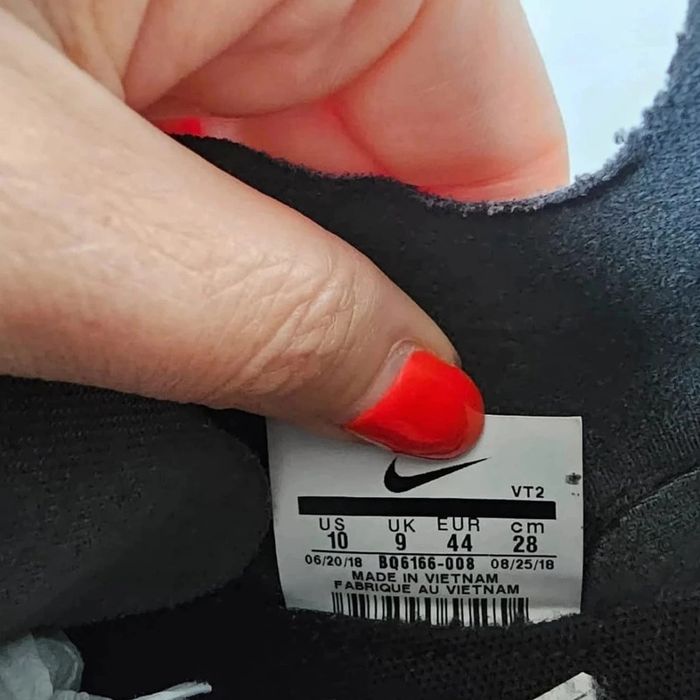 VT2
US UK EUR cm
10 9 44 28
06/20/18 BQ6166-008 08/25/18
MADE IN VIETNAM
FABRIQUE AU VIETNAM